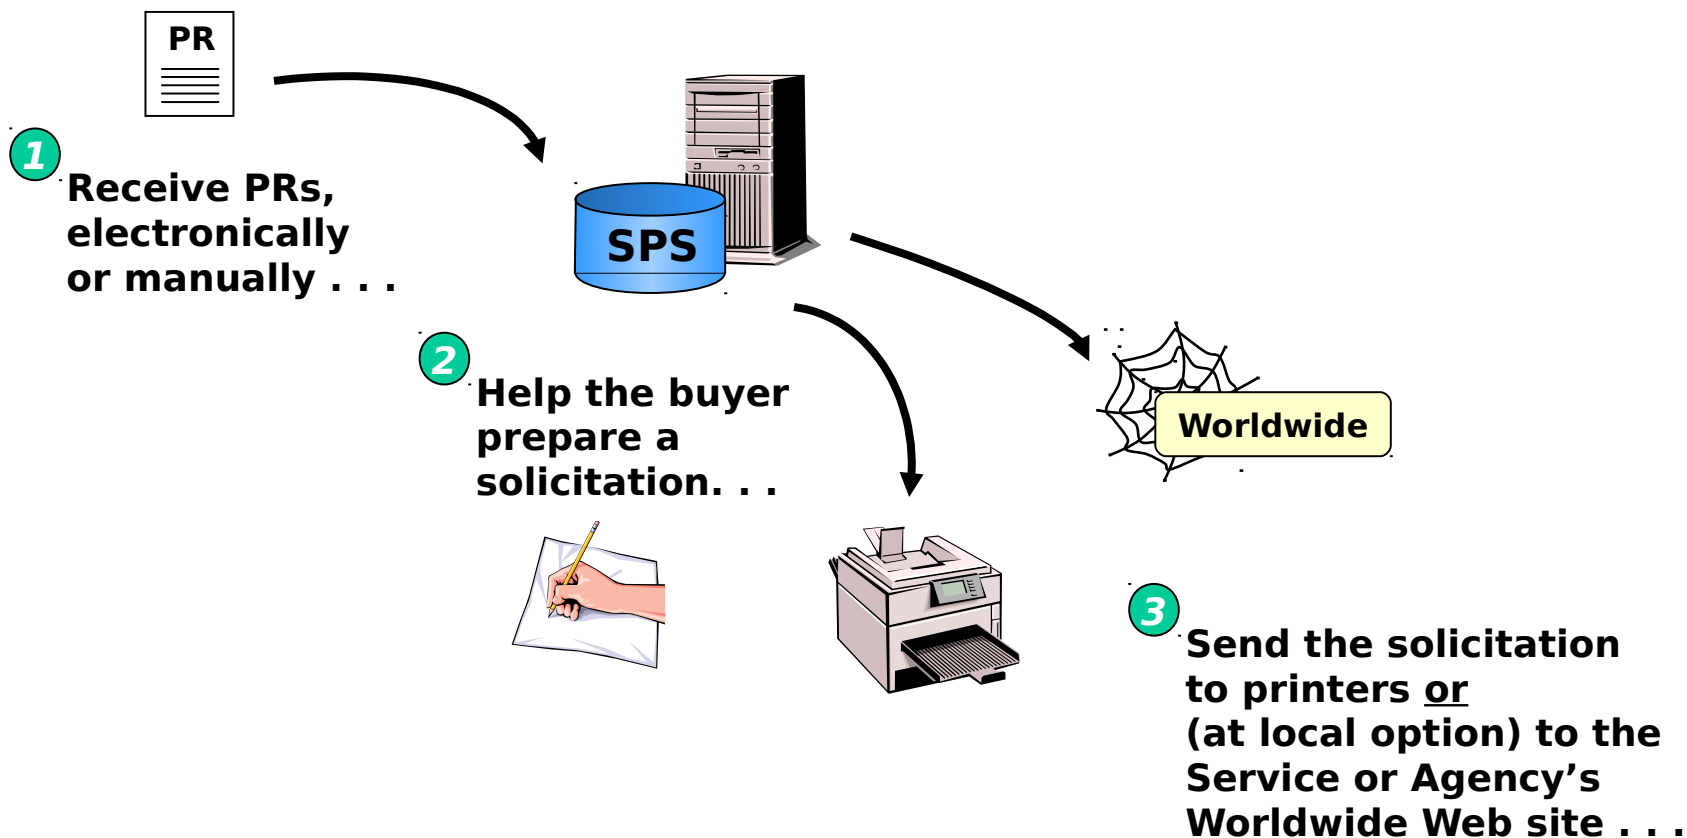 PR
1
Receive PRs,
electronically
or manually . . .
SPS
2
Help the buyer
prepare a
solicitation. . .
Worldwide
3
Send the solicitation
to printers or
(at local option) to the
Service or Agency’s
Worldwide Web site . . .